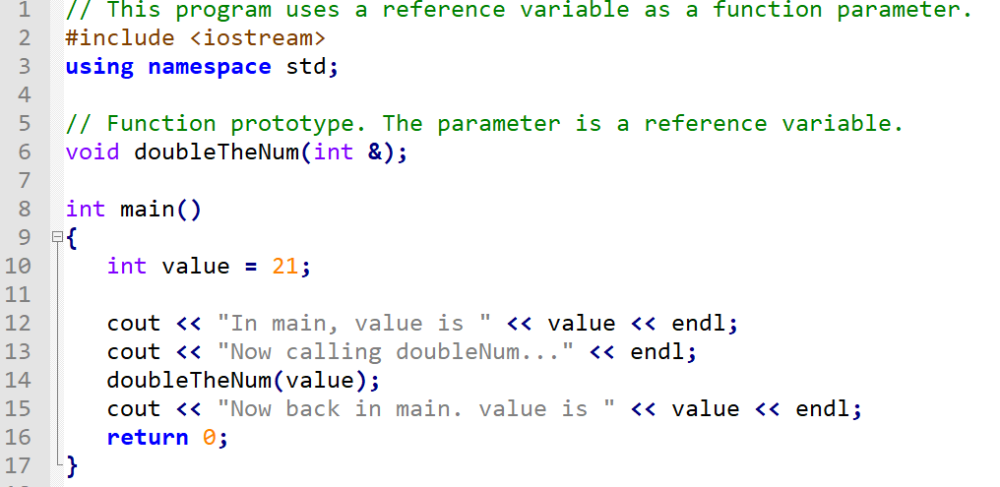 1 // This program uses a reference variable as a function parameter.
2 #include <iostream>
3 using namespace std;
4
5 // Function prototype. The parameter is a reference variable.
6 void doubleTheNum(int &);
7
8 int main()
9 {
10 int value = 21;
11
12 cout << "In main, value is " << value << endl;
13 cout << "Now calling doubleNum..." << endl;
14 doubleTheNum(value);
15 cout << "Now back in main. value is " << value << endl;
16 return 0;
17 }